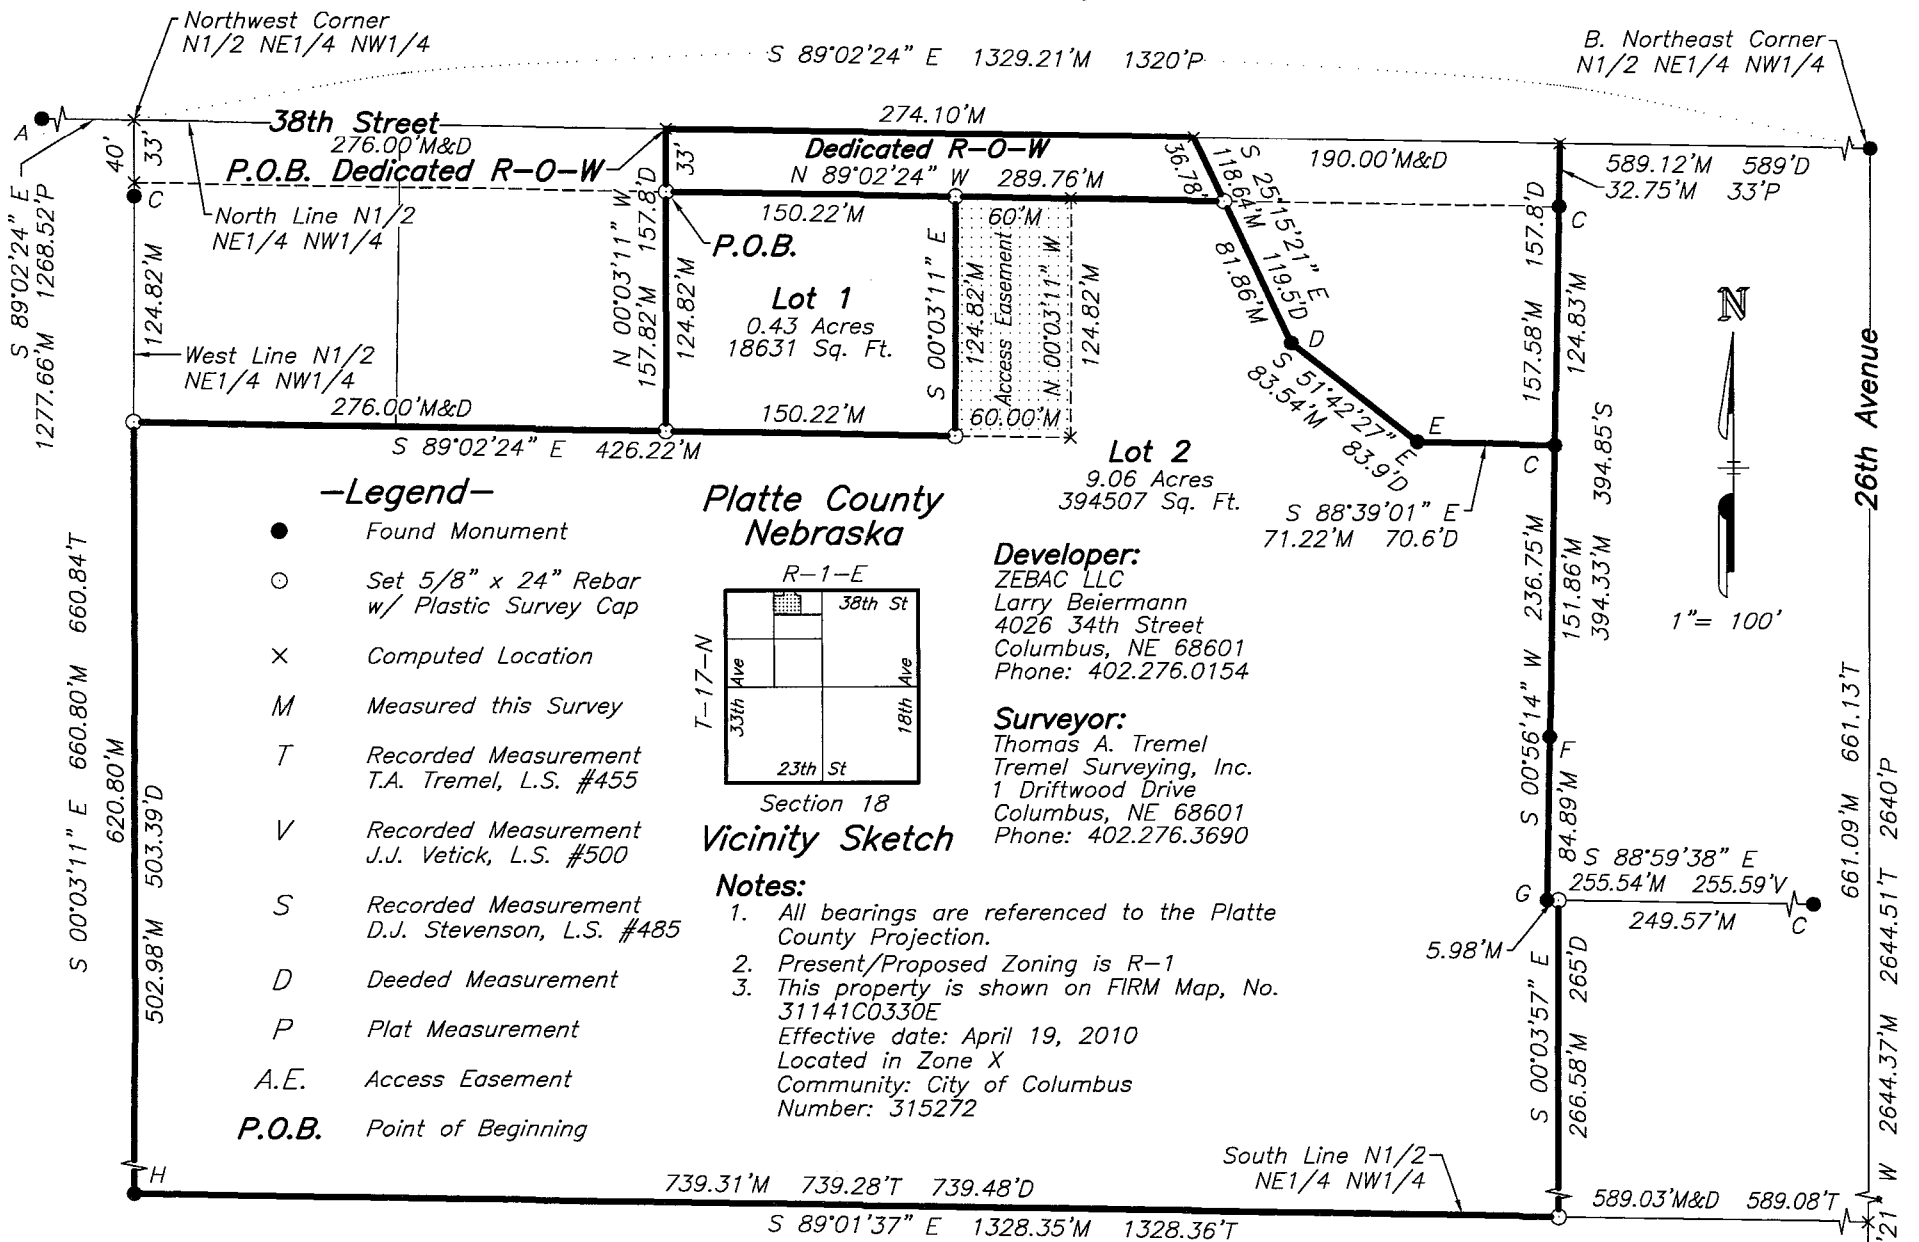 Northwest Corner
N1/2 NE1/4 NW1/4
S 89°02'24" E 1329.21'M 1320'P
B. Northeast Corner
N1/2 NE1/4 NW1/4
A
40'
33'
38th Street
276.00'M&D
P.O.B. Dedicated R-O-W
33'
274.10'M
Dedicated R-O-W
N 89°02'24" W 289.76'M
36.78'
S 25°15'21" E
118.64'M 119.5'D
81.86'M
190.00'M&D
589.12'M 589'D
32.75'M 33'P
C
North Line N1/2
NE1/4 NW1/4
150.22'M
60'M
C
P.O.B.
S 89°02'24" E
1277.66'M 1268.52'P
124.82'M
West Line N1/2
NE1/4 NW1/4
N 00°03'11" W
157.82'M 157.8'D
124.82'M
Lot 1
0.43 Acres
18631 Sq. Ft.
S 00°03'11" E
124.82'M
Access Easement
N 00°03'11" W
124.82'M
D
S 51°42'27" E
83.54'M 83.9'D
157.58'M 157.8'D
124.83'M
N
26th Avenue
276.00'M&D
150.22'M
60.00'M
E
C
S 89°02'24" E 426.22'M
Lot 2
9.06 Acres
394507 Sq. Ft.
S 88°39'01" E
71.22'M 70.6'D
394.33'M 394.85'S
151.86'M
S 00°56'14" W 236.75'M
1"= 100'
-Legend-
Found Monument
Set 5/8" x 24" Rebar
w/ Plastic Survey Cap
× Computed Location
M Measured this Survey
T Recorded Measurement
T.A. Tremel, L.S. #455
V Recorded Measurement
J.J. Vetick, L.S. #500
S Recorded Measurement
D.J. Stevenson, L.S. #485
D Deeded Measurement
P Plat Measurement
A.E. Access Easement
P.O.B. Point of Beginning
Platte County
Nebraska
R-1-E
38th St
T-17-N
33th Ave
18th Ave
23th St
Section 18
Vicinity Sketch
Developer:
ZEBAC LLC
Larry Beiermann
4026 34th Street
Columbus, NE 68601
Phone: 402.276.0154
Surveyor:
Thomas A. Tremel
Tremel Surveying, Inc.
1 Driftwood Drive
Columbus, NE 68601
Phone: 402.276.3690
Notes:
1. All bearings are referenced to the Platte
County Projection.
2. Present/Proposed Zoning is R-1
3. This property is shown on FIRM Map, No.
31141C0330E
Effective date: April 19, 2010
Located in Zone X
Community: City of Columbus
Number: 315272
S 00°03'11" E 660.80'M 660.84'T
620.80'M
502.98'M 503.39'D
F
84.89'M
S 88°59'38" E
255.54'M 255.59'V
G
249.57'M
C
5.98'M
S 00°03'57" E
266.58'M 265'D
661.09'M 661.13'T
2644.37'M 2644.51'T 2640'P
'21" W
H
South Line N1/2
NE1/4 NW1/4
739.31'M 739.28'T 739.48'D
589.03'M&D 589.08'T
S 89°01'37" E 1328.35'M 1328.36'T